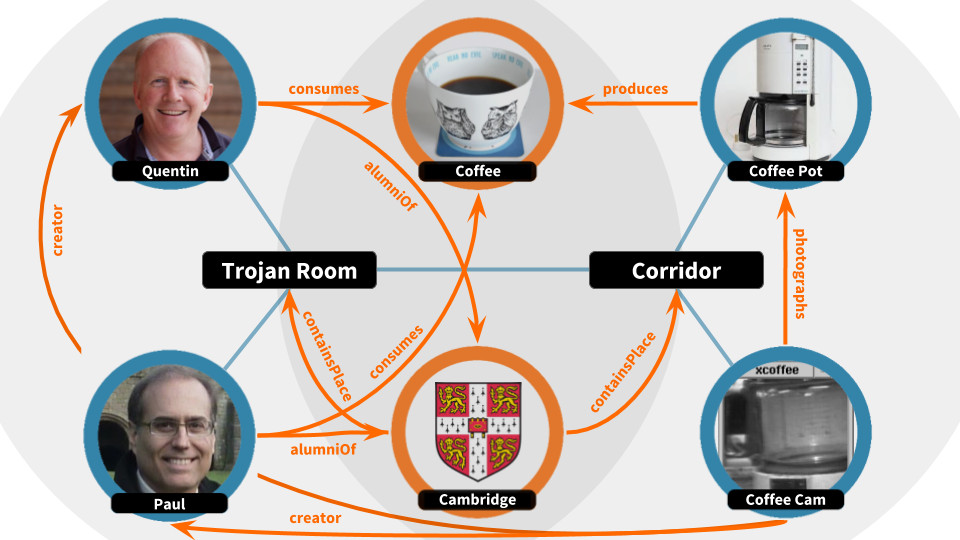 Quentin
consumes
Coffee
produces
Coffee Pot
alumniOf
creator
photographs
Trojan Room
Corridor
containsPlace
consumes
containsPlace
xcoffee
alumniOf
Paul
Cambridge
Coffee Cam
creator